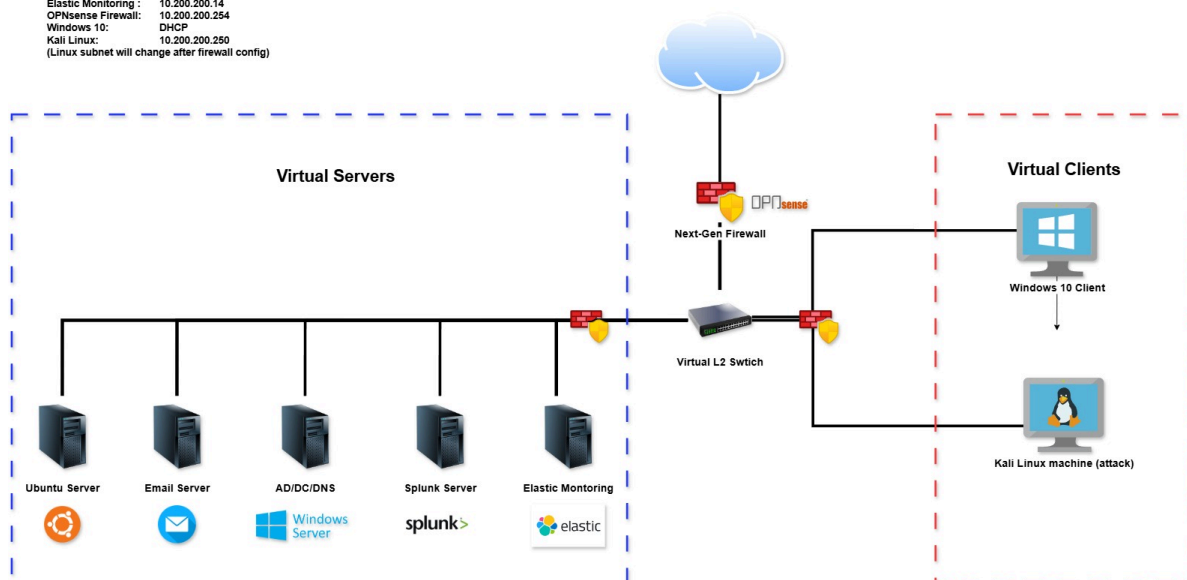 Elastic Monitoring : 10.200.200.14
OPNsense Firewall: 10.200.200.254
Windows 10: DHCP
Kali Linux: 10.200.200.250
(Linux subnet will change after firewall config)
Virtual Servers
Virtual Clients
OPNsense
Next-Gen Firewall
Windows 10 Client
Virtual L2 Swtich
Kali Linux machine (attack)
Ubuntu Server
Email Server
AD/DC/DNS
Splunk Server
Elastic Montoring
Windows
Server
splunk>
elastic